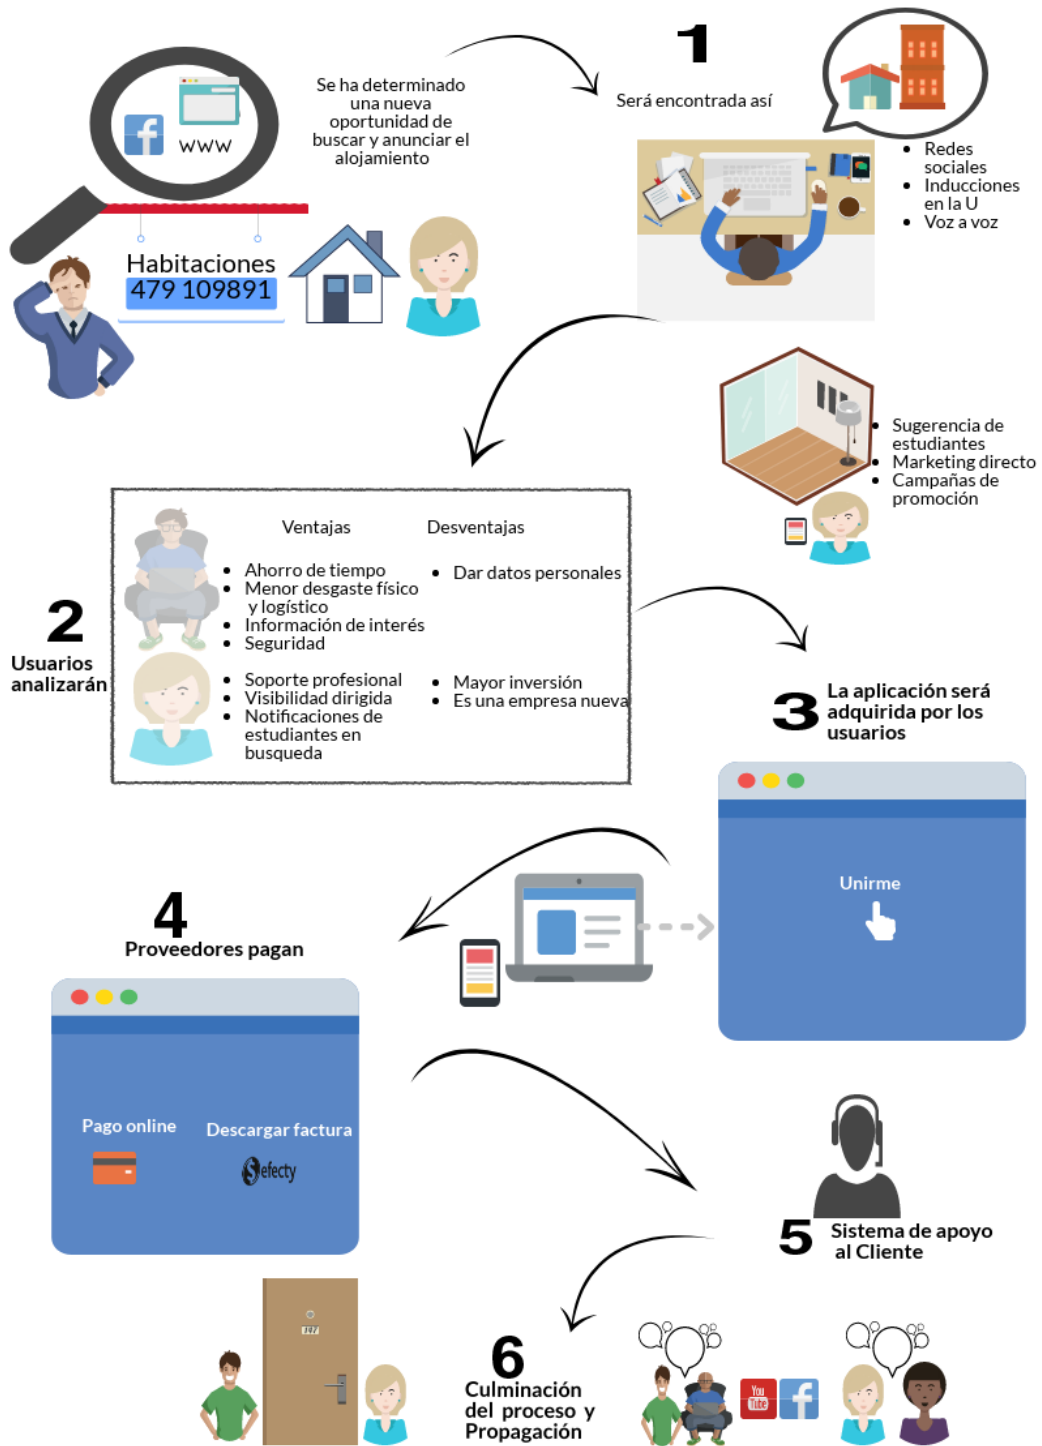 Se ha determinado
una nueva
oportunidad de
buscar y anunciar el
alojamiento
www
Habitaciones
479 109891
1
Será encontrada así
Redes
sociales
Inducciones
en la U
Voz a voz
Sugerencia de
estudiantes
Marketing directo
Campañas de
promoción
2
Usuarios
analizarán
Ventajas
Ahorro de tiempo
Menor desgaste físico
y logístico
Información de interés
Seguridad
Soporte profesional
Visibilidad dirigida
Notificaciones de
estudiantes en
busqueda
Desventajas
Dar datos personales
Mayor inversión
Es una empresa nueva
3
La aplicación será
adquirida por los
usuarios
Unirme
4
Proveedores pagan
Pago online
Descargar factura
efecty
5
Sistema de apoyo
al Cliente
6
Culminación
del proceso y
Propagación
You
Tube